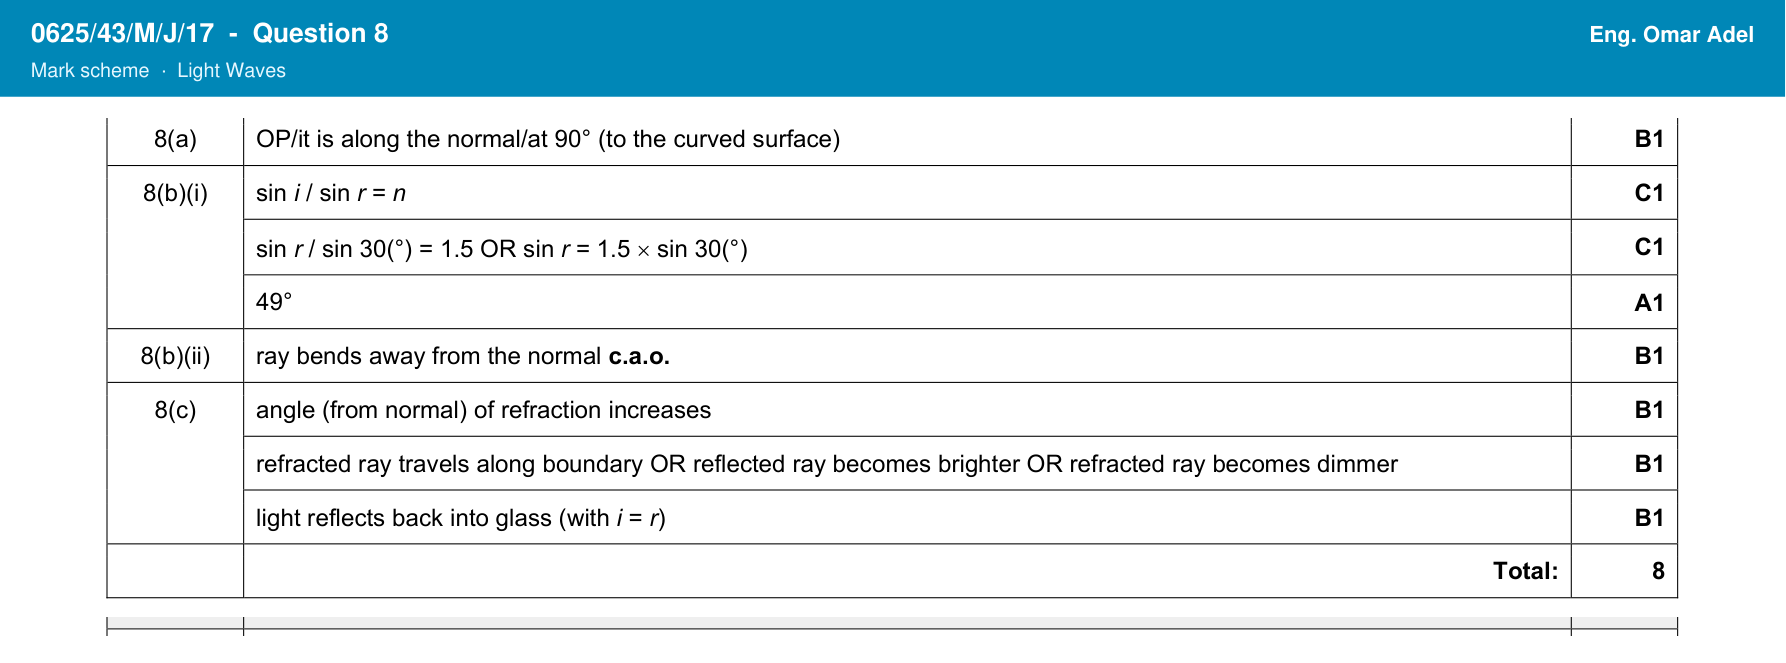 0625/43/M/J/17 - Question 8
Eng. Omar Adel
Mark scheme · Light Waves
8(a) OP/it is along the normal/at 90° (to the curved surface) B1
8(b)(i) sin i / sin r = n C1
sin r / sin 30(°) = 1.5 OR sin r = 1.5 × sin 30(°) C1
49° A1
8(b)(ii) ray bends away from the normal c.a.o. B1
8(c) angle (from normal) of refraction increases B1
refracted ray travels along boundary OR reflected ray becomes brighter OR refracted ray becomes dimmer B1
light reflects back into glass (with i = r) B1
Total: 8